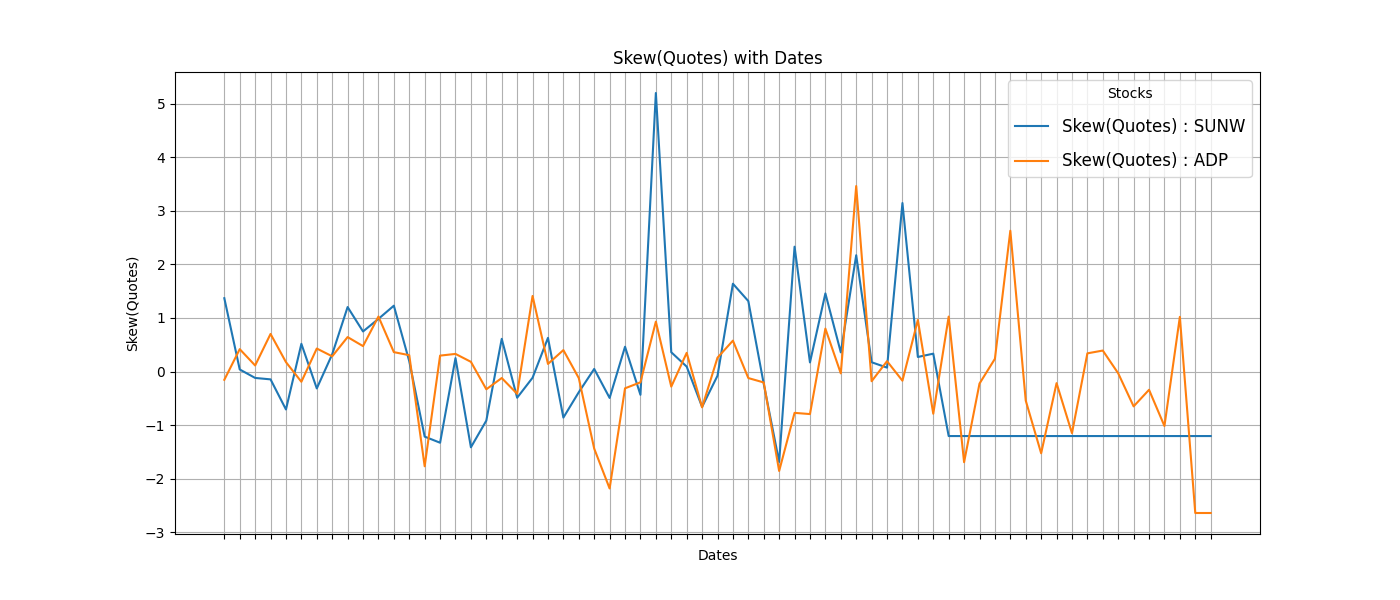 Skew(Quotes) with Dates
Stocks
Skew(Quotes) : SUNW
Skew(Quotes) : ADP
Skew(Quotes)
5
4
3
2
1
0
−1
−2
−3
Dates